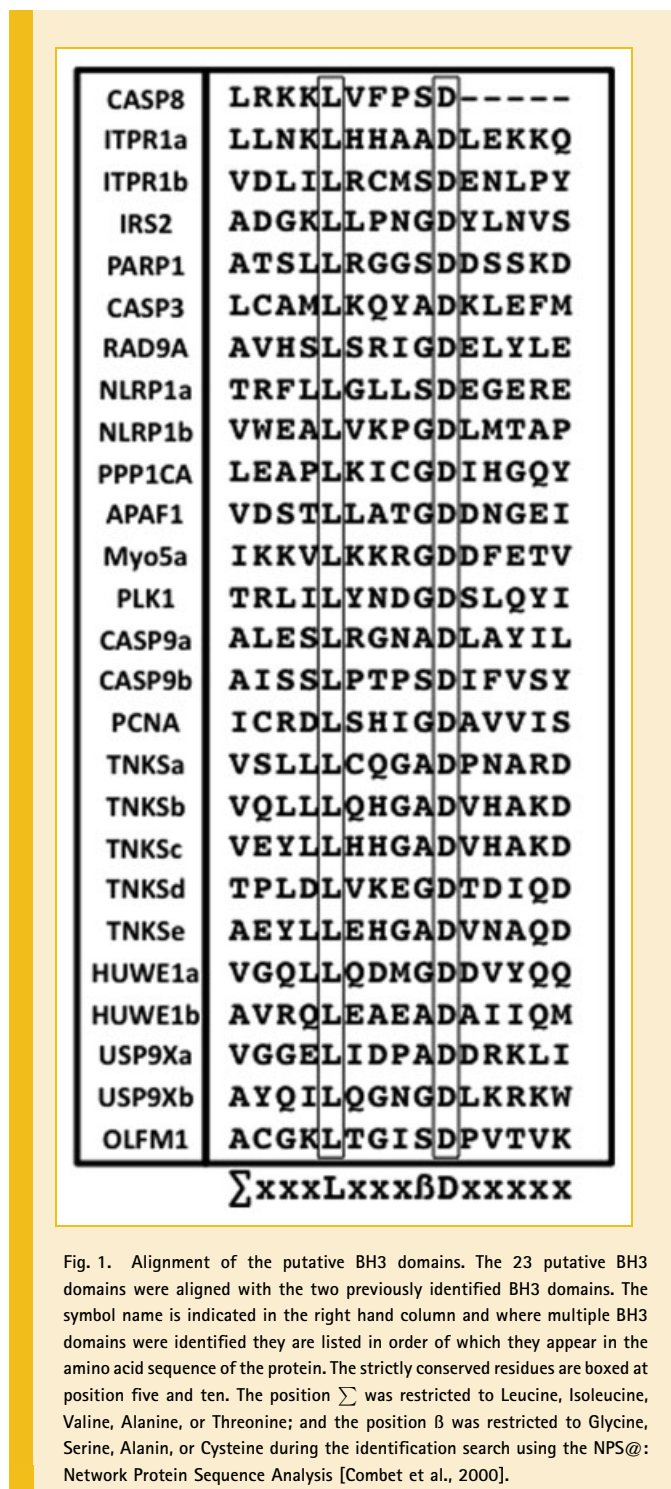 CASP8 LRKKLVFPSD-----
ITPR1a LLNKLHHAADLEKKQ
ITPR1b VDLILRCMSDENLPY
IRS2 ADGKLLPNGDYLNVS
PARP1 ATSLLRGGSDDSSKD
CASP3 LCAMLKQYADKLEFM
RAD9A AVHSLSRIGDELYLE
NLRP1a TRFLLGLLSDEGERE
NLRP1b VWEALVKPGDLMTAP
PPP1CA LEAPLKICGDIHGQY
APAF1 VDSTLLATGDDNGEI
Myo5a IKKVLKKRGDDFETV
PLK1 TRLILYNDGDSLQYI
CASP9a ALESLRGNADLAYIL
CASP9b AISSLPTPSDIFVSY
PCNA ICRDLSHIGDAVVIS
TNKSa VSLLLCQGADPNARD
TNKSb VQLLLQHGADVHAKD
TNKSc VEYLLHHGADVHAKD
TNKSd TPLDLVKEGDTDIQD
TNKSe AEYLLEHGADVNAQD
HUWE1a VGQLLQDMGDDVYQQ
HUWE1b AVRQLEAEADAIIQM
USP9Xa VGGELIDPADDRKLI
USP9Xb AYQILQGNGDLKRKW
OLFM1 ACGKLTGISDPVTVK
∑xxxLxxxßDxxxxx
Fig. 1. Alignment of the putative BH3 domains. The 23 putative BH3
domains were aligned with the two previously identified BH3 domains. The
symbol name is indicated in the right hand column and where multiple BH3
domains were identified they are listed in order of which they appear in the
amino acid sequence of the protein. The strictly conserved residues are boxed at
position five and ten. The position ∑ was restricted to Leucine, Isoleucine,
Valine, Alanine, or Threonine; and the position ß was restricted to Glycine,
Serine, Alanin, or Cysteine during the identification search using the NPS@:
Network Protein Sequence Analysis [Combet et al., 2000].